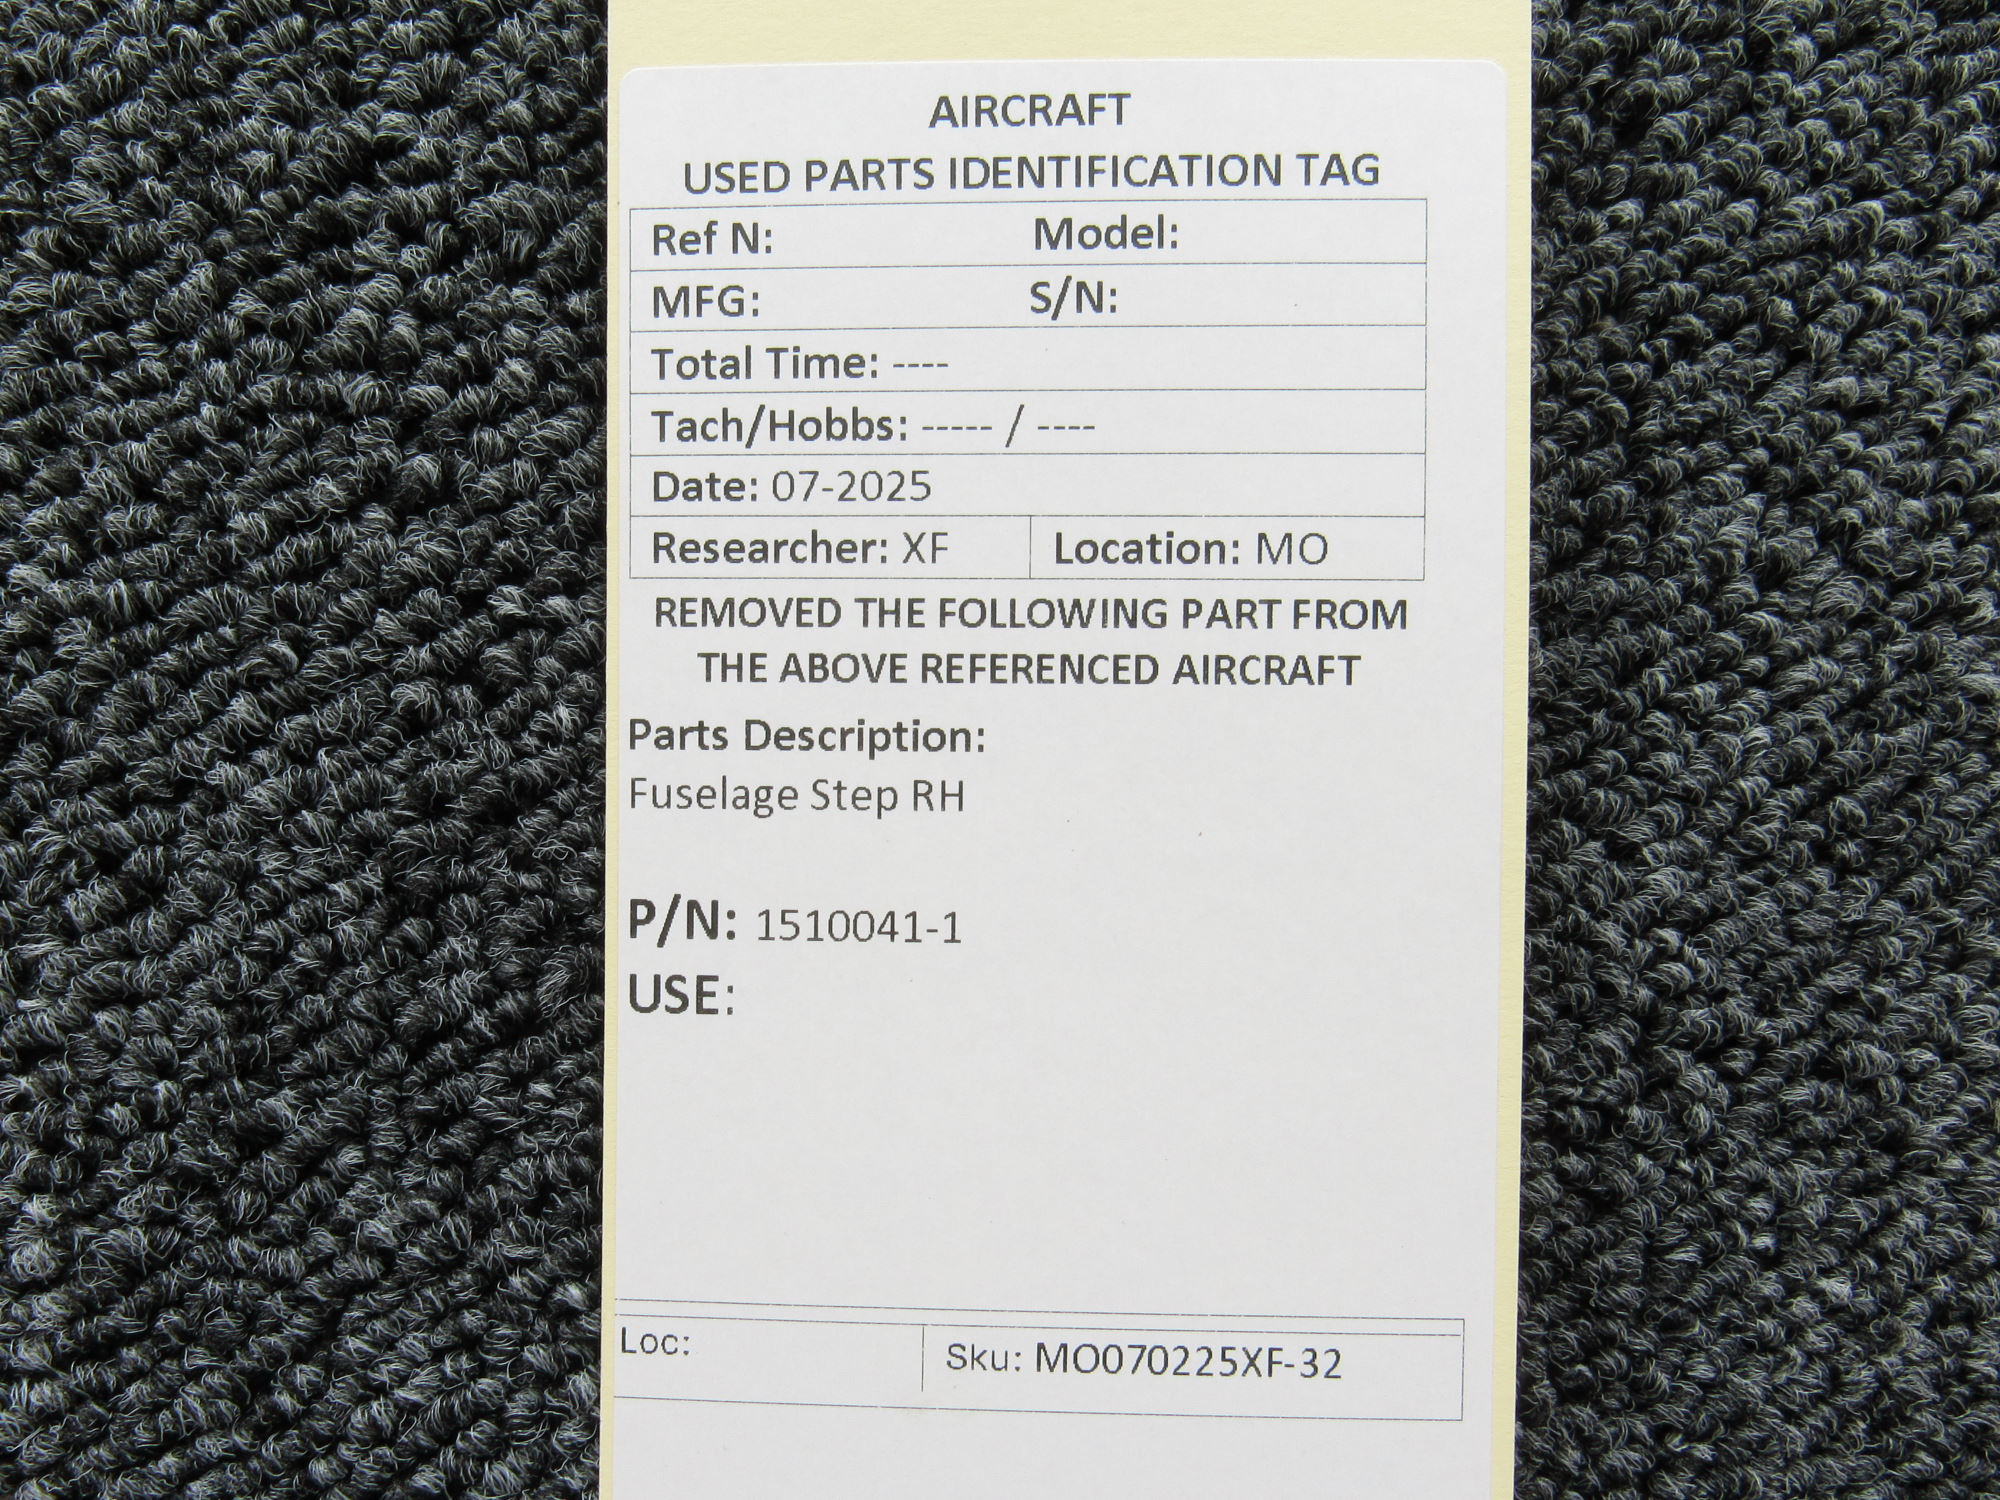 AIRCRAFT
USED PARTS IDENTIFICATION TAG
Ref N: Model:
MFG: S/N:
Total Time: ----
Tach/Hobbs: ----- / ----
Date: 07-2025
Researcher: XF Location: MO
REMOVED THE FOLLOWING PART FROM
THE ABOVE REFERENCED AIRCRAFT
Parts Description:
Fuselage Step RH
P/N: 1510041-1
USE:
Loc: Sku: MO070225XF-32